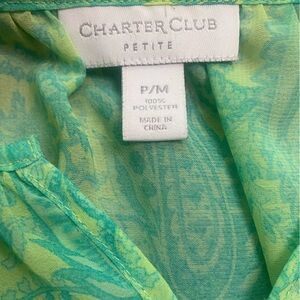 CHARTER CLUB
PETITE
P/M
100%
POLYESTER
MADE IN
CHINA